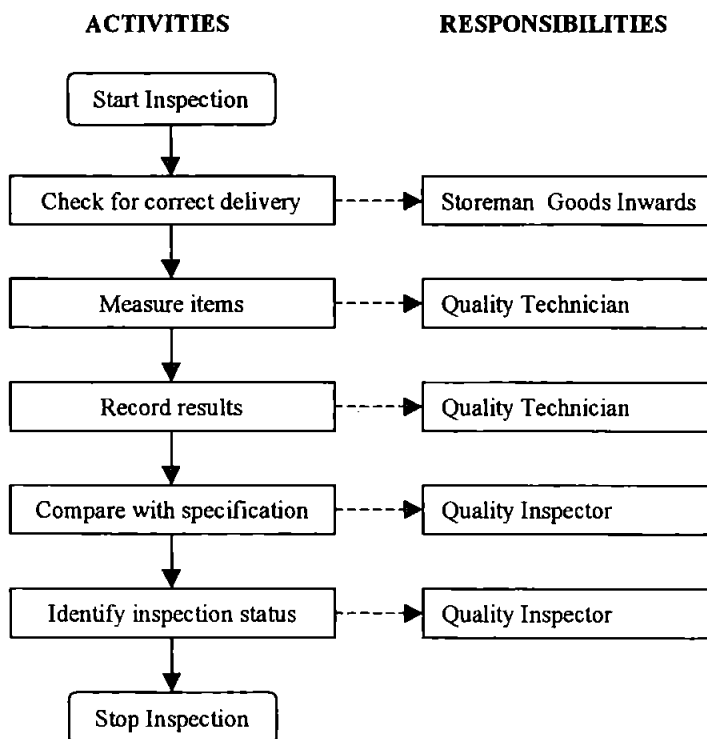 ACTIVITIES
RESPONSIBILITIES
Start Inspection
Check for correct delivery
Storeman Goods Inwards
Measure items
Quality Technician
Record results
Quality Technician
Compare with specification
Quality Inspector
Identify inspection status
Quality Inspector
Stop Inspection